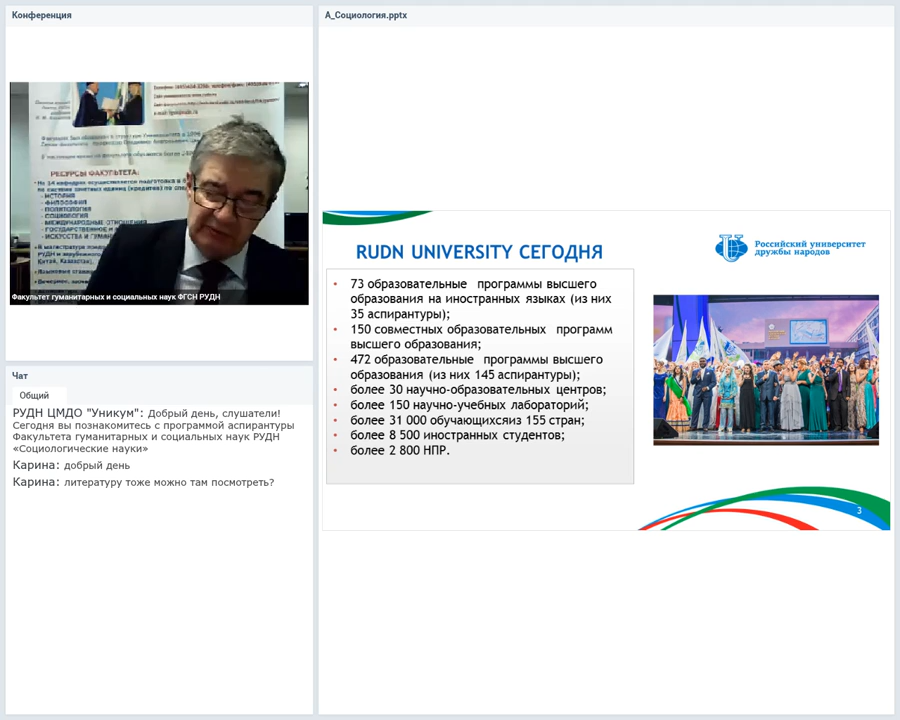 Конференция
РЕСУРСЫ ФАКУЛЬТЕТА:
- ИСТОРИЯ
- ФИЛОСОФИЯ
- ПОЛИТОЛОГИЯ
- СОЦИОЛОГИЯ
- МЕЖДУНАРОДНЫЕ ОТНОШЕНИЯ
Факультет гуманитарных и социальных наук ФГСН РУДН
Чат
Общий
РУДН ЦМДО "Уникум": Добрый день, слушатели!
Сегодня вы познакомитесь с программой аспирантуры
Факультета гуманитарных и социальных наук РУДН
«Социологические науки»
Карина: добрый день
Карина: литературу тоже можно там посмотреть?
A_Социология.pptx
RUDN UNIVERSITY СЕГОДНЯ
Российский университет
дружбы народов
• 73 образовательные программы высшего
образования на иностранных языках (из них
35 аспирантуры);
• 150 совместных образовательных программ
высшего образования;
• 472 образовательные программы высшего
образования (из них 145 аспирантуры);
• более 30 научно-образовательных центров;
• более 150 научно-учебных лабораторий;
• более 31 000 обучающихсяиз 155 стран;
• более 8 500 иностранных студентов;
• более 2 800 НПР.
3